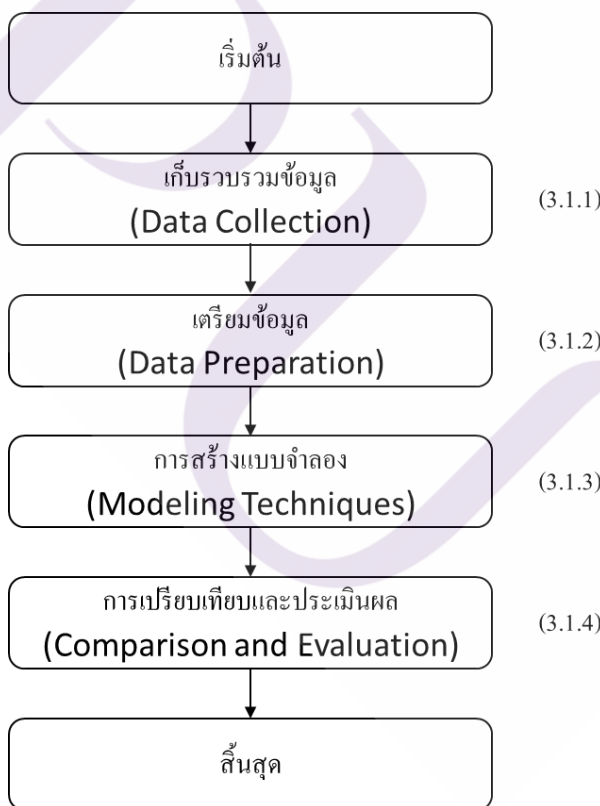 เริ่มต้น
เก็บรวบรวมข้อมูล
(Data Collection)
(3.1.1)
เตรียมข้อมูล
(Data Preparation)
(3.1.2)
การสร้างแบบจำลอง
(Modeling Techniques)
(3.1.3)
การเปรียบเทียบและประเมินผล
(Comparison and Evaluation)
(3.1.4)
สิ้นสุด